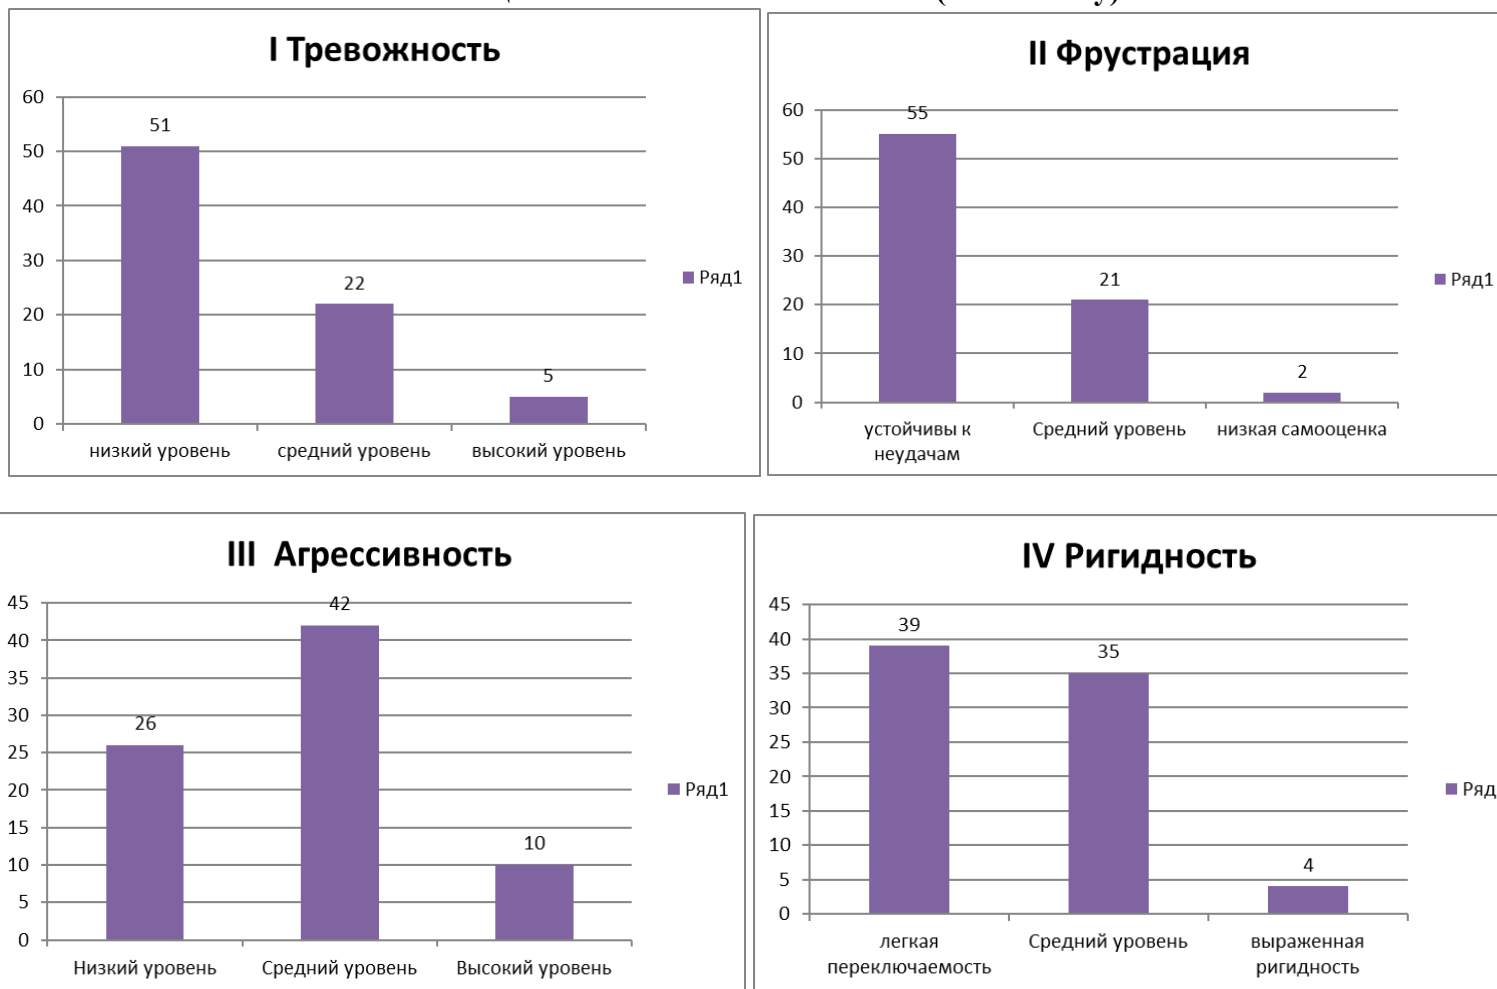 I Тревожность
60
50
40
30
20
10
0
51
22
5
низкий уровень
средний уровень
высокий уровень
Ряд1
II Фрустрация
60
50
40
30
20
10
0
55
21
2
устойчивы к
неудачам
Средний уровень
низкая самооценка
Ряд1
III Агрессивность
45
40
35
30
25
20
15
10
5
0
26
42
10
Низкий уровень
Средний уровень
Высокий уровень
Ряд1
IV Ригидность
45
40
35
30
25
20
15
10
5
0
39
35
4
легкая
переключаемость
Средний уровень
выраженная
ригидность
Ряд